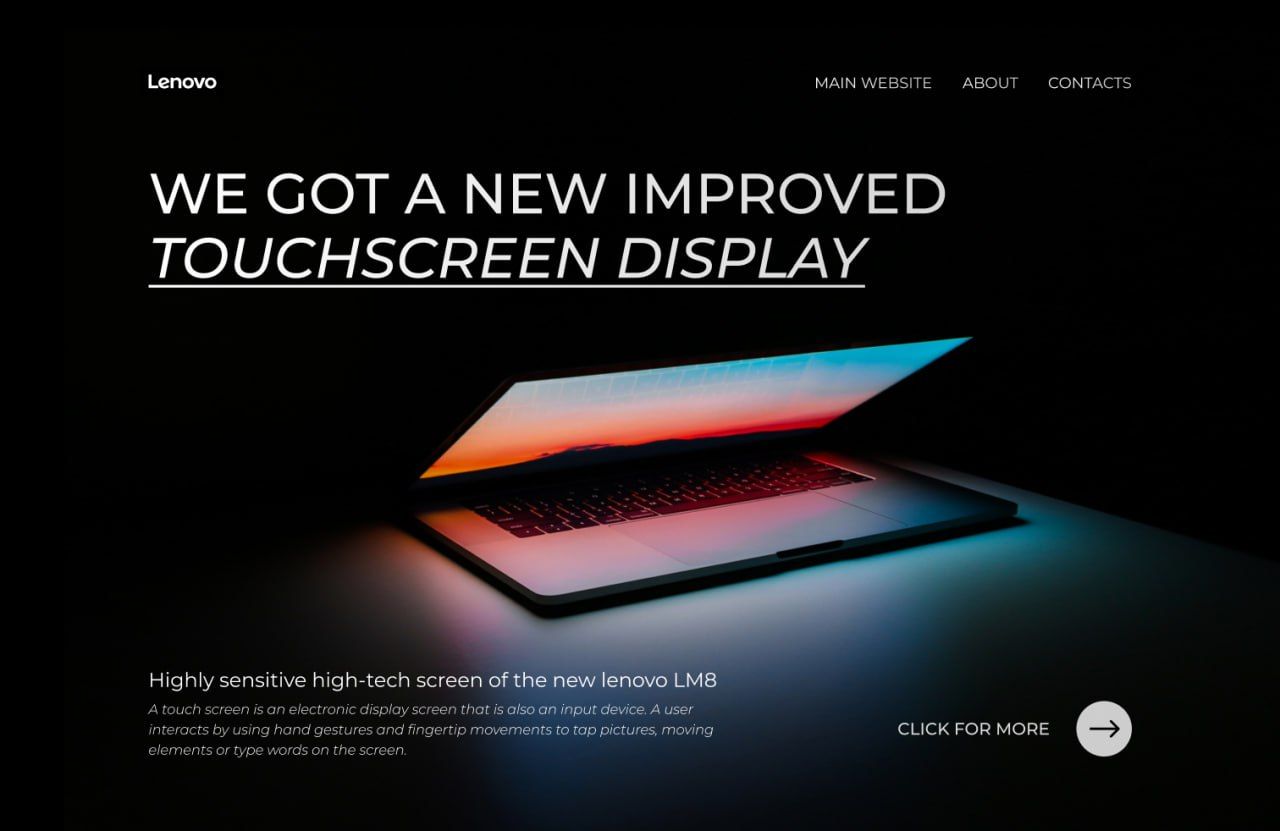 Lenovo
MAIN WEBSITE ABOUT CONTACTS
WE GOT A NEW IMPROVED
TOUCHSCREEN DISPLAY
Highly sensitive high-tech screen of the new lenovo LM8
A touch screen is an electronic display screen that is also an input device. A user
interacts by using hand gestures and fingertip movements to tap pictures, moving
elements or type words on the screen.
CLICK FOR MORE